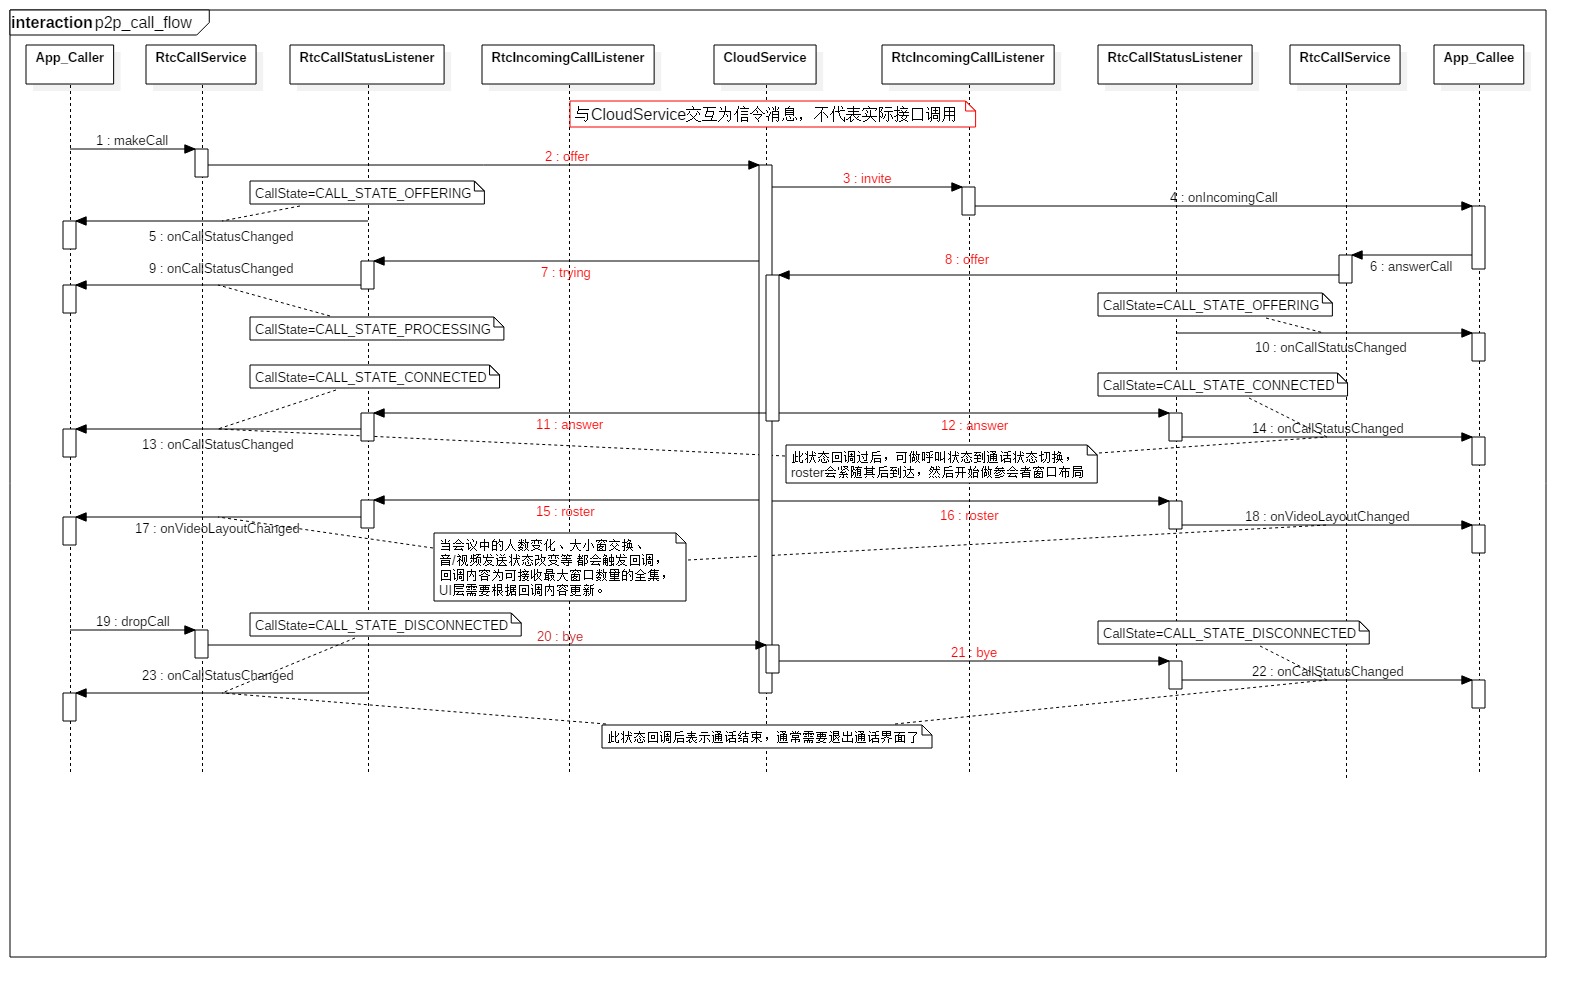 interaction p2p_call_flow
App_Caller
RtcCallService
RtcCallStatusListener
RtcIncomingCallListener
CloudService
RtcIncomingCallListener
RtcCallStatusListener
RtcCallService
App_Callee
与CloudService交互为信令消息，不代表实际接口调用
1 : makeCall
2 : offer
3 : invite
CallState=CALL_STATE_OFFERING
4 : onIncomingCall
5 : onCallStatusChanged
8 : offer
6 : answerCall
9 : onCallStatusChanged
7 : trying
CallState=CALL_STATE_OFFERING
CallState=CALL_STATE_PROCESSING
10 : onCallStatusChanged
CallState=CALL_STATE_CONNECTED
CallState=CALL_STATE_CONNECTED
11 : answer
12 : answer
14 : onCallStatusChanged
13 : onCallStatusChanged
此状态回调过后，可做呼叫状态到通话状态切换，
roster会紧随其后到达，然后开始做参会者窗口布局
15 : roster
16 : roster
18 : onVideoLayoutChanged
17 : onVideoLayoutChanged
当会议中的人数变化、大小窗交换、
音/视频发送状态改变等 都会触发回调，
回调内容为可接收最大窗口数量的全集，
UI层需要根据回调内容更新。
19 : dropCall
CallState=CALL_STATE_DISCONNECTED
20 : bye
CallState=CALL_STATE_DISCONNECTED
21 : bye
23 : onCallStatusChanged
22 : onCallStatusChanged
此状态回调后表示通话结束，通常需要退出通话界面了